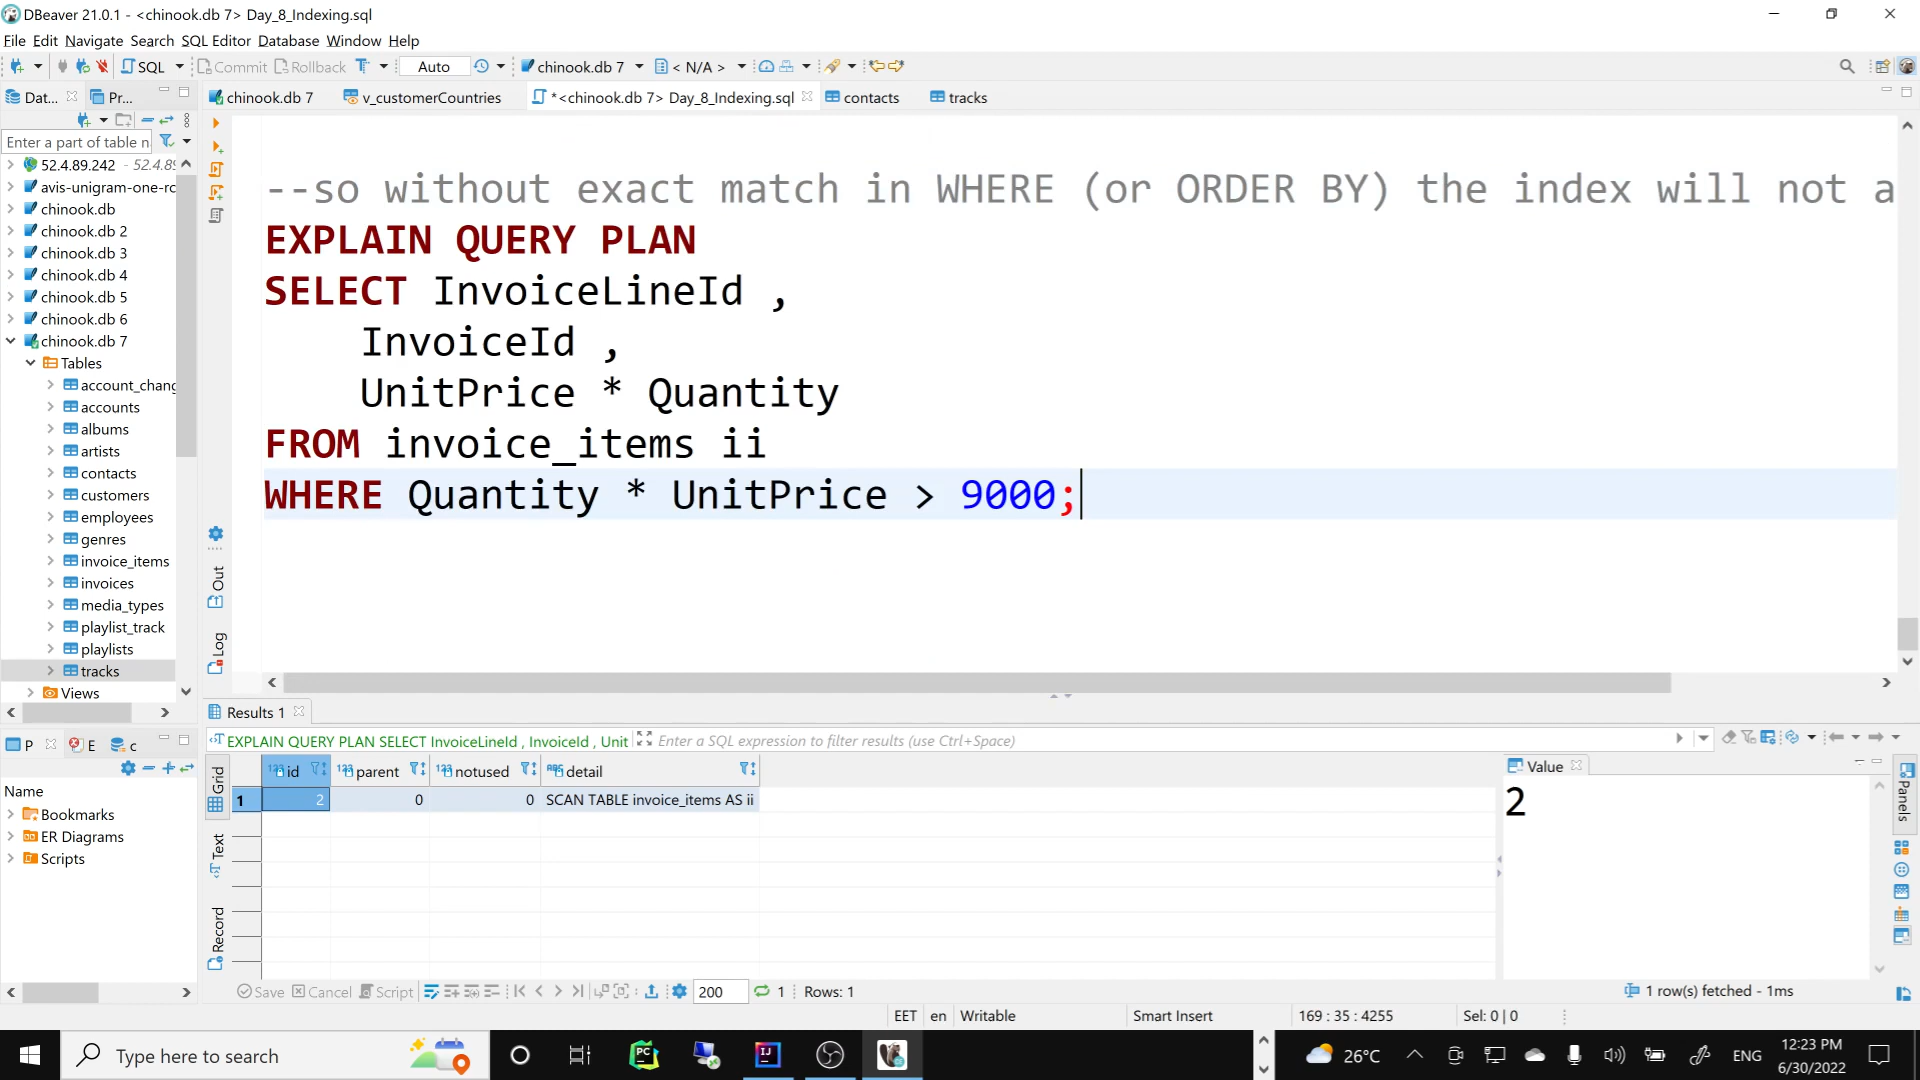 DBeaver 21.0.1 - <chinook.db 7> Day_8_Indexing.sql
File Edit Navigate Search SQL Editor Database Window Help
SQL Commit Rollback T Auto chinook.db 7 < N/A >
Dat... Pr... chinook.db 7 v_customerCountries *<chinook.db 7> Day_8_Indexing.sql contacts tracks
Enter a part of table n
52.4.89.242 - 52.4.89
avis-unigram-one-ro
chinook.db
chinook.db 2
chinook.db 3
chinook.db 4
chinook.db 5
chinook.db 6
chinook.db 7
Tables
account_chang
accounts
albums
artists
contacts
customers
employees
genres
invoice_items
invoices
media_types
playlist_track
playlists
tracks
Views
--so without exact match in WHERE (or ORDER BY) the index will not a
EXPLAIN QUERY PLAN
SELECT InvoiceLineId ,
InvoiceId ,
UnitPrice * Quantity
FROM invoice_items ii
WHERE Quantity * UnitPrice > 9000;
Out
Log
P E c
Name
Bookmarks
ER Diagrams
Scripts
Results 1
EXPLAIN QUERY PLAN SELECT InvoiceLineId , InvoiceId , Unit Enter a SQL expression to filter results (use Ctrl+Space)
Grid
Text
Record
123 id 123 parent 123 notused ABC detail
1 2 0 0 SCAN TABLE invoice_items AS ii
Value
2
Panels
Save Cancel Script 200 1 Rows: 1
1 row(s) fetched - 1ms
EET en Writable Smart Insert 169 : 35 : 4255 Sel: 0 | 0
Type here to search
PC
IJ
26°C ENG 12:23 PM
6/30/2022